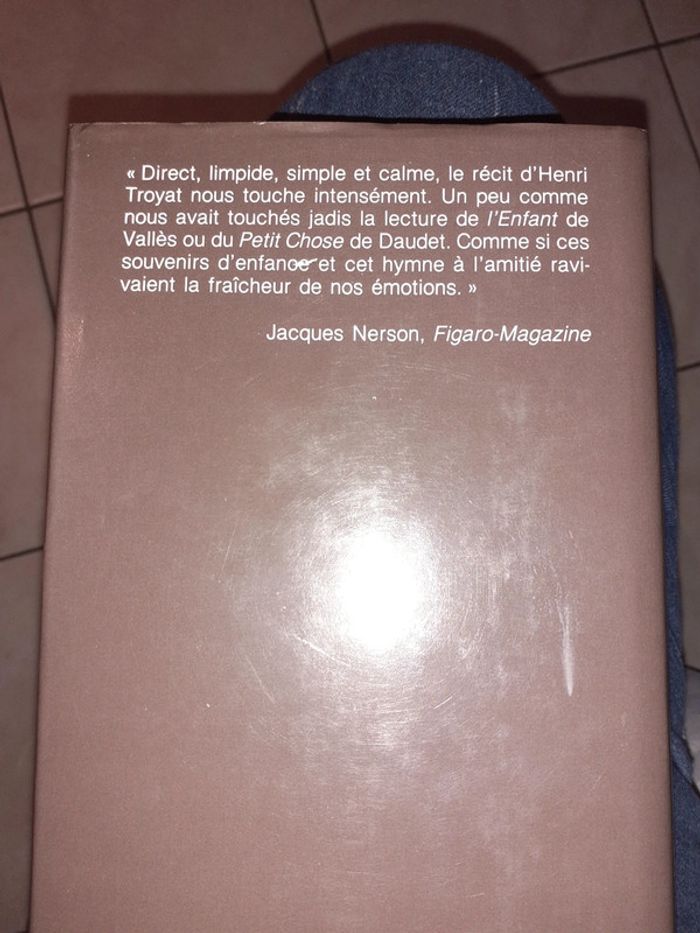 « Direct, limpide, simple et calme, le récit d'Henri
Troyat nous touche intensément. Un peu comme
nous avait touchés jadis la lecture de l'Enfant de
Vallès ou du Petit Chose de Daudet. Comme si ces
souvenirs d'enfance et cet hymne à l'amitié ravi-
vaient la fraîcheur de nos émotions. »
Jacques Nerson, Figaro-Magazine